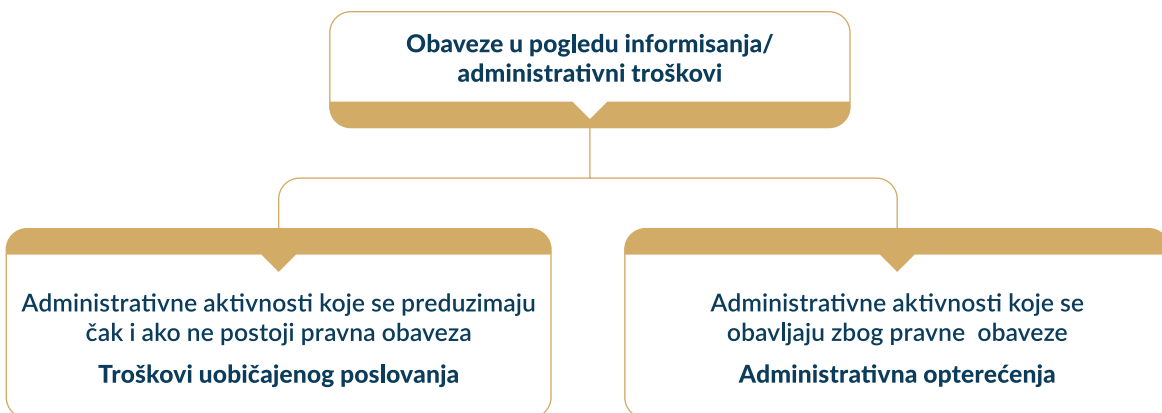 Obaveze u pogledu informisanja/
administrativni troškovi
Administrativne aktivnosti koje se preduzimaju
čak i ako ne postoji pravna obaveza
Troškovi uobičajenog poslovanja
Administrativne aktivnosti koje se
obavljaju zbog pravne obaveze
Administrativna opterećenja